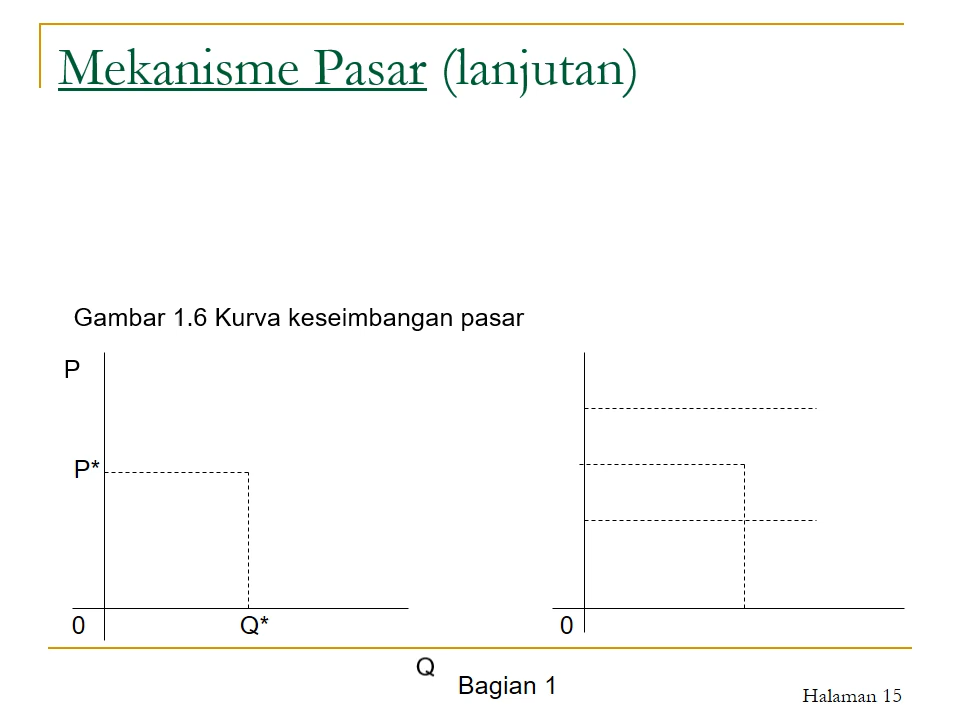 Mekanisme Pasar (lanjutan)
Gambar 1.6 Kurva keseimbangan pasar
P
P*
0
Q*
0
Q
Bagian 1
Halaman 15